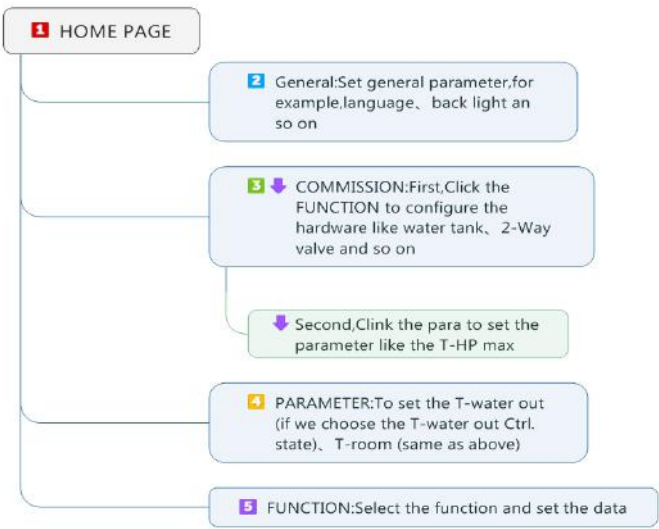 1 HOME PAGE
2 General:Set general parameter,for
example,language、back light an
so on
3 COMMISSION:First,Click the
FUNCTION to configure the
hardware like water tank、2-Way
valve and so on
Second,Clink the para to set the
parameter like the T-HP max
4 PARAMETER:To set the T-water out
(if we choose the T-water out Ctrl.
state)、T-room (same as above)
5 FUNCTION:Select the function and set the data